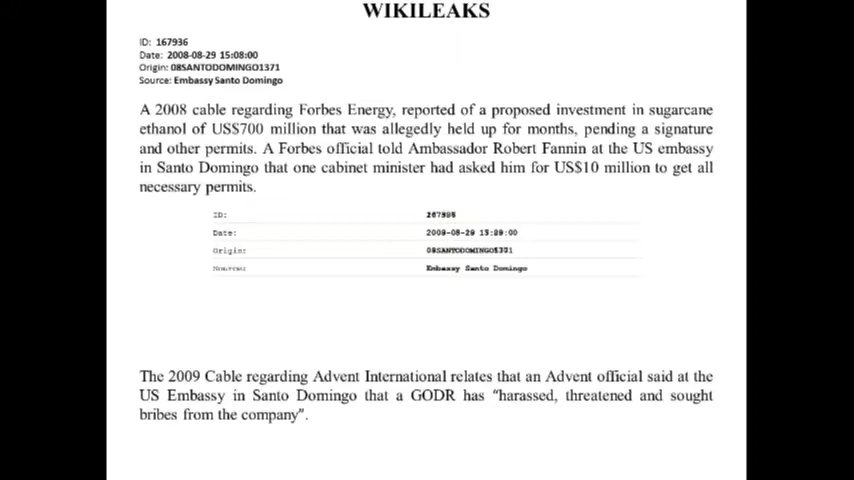 WIKILEAKS
ID: 167936
Date: 2008-08-29 15:08:00
Origin: 08SANTODOMINGO1371
Source: Embassy Santo Domingo
A 2008 cable regarding Forbes Energy, reported of a proposed investment in sugarcane
ethanol of US$700 million that was allegedly held up for months, pending a signature
and other permits. A Forbes official told Ambassador Robert Fannin at the US embassy
in Santo Domingo that one cabinet minister had asked him for US$10 million to get all
necessary permits.
ID:
Date: 2008-08-29
Origin:
Embassy Santo Domingo
The 2009 Cable regarding Advent International relates that an Advent official said at the
US Embassy in Santo Domingo that a GODR has “harassed, threatened and sought
bribes from the company”.